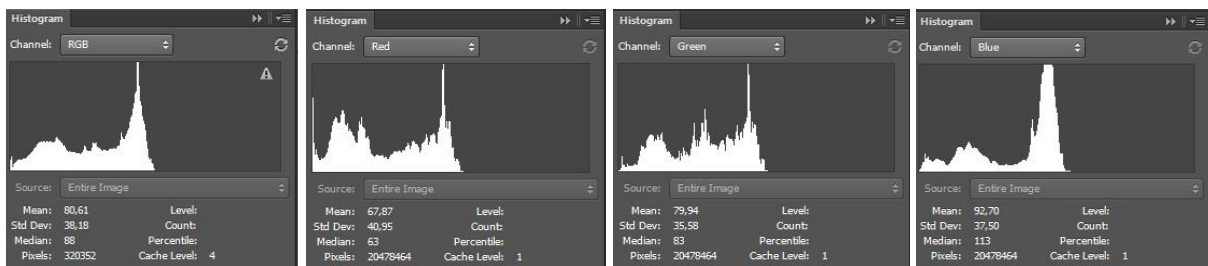 Histogram
Channel: RGB
Source: Entire Image
Mean: 80,61 Level:
Std Dev: 38,18 Count:
Median: 88 Percentile:
Pixels: 320352 Cache Level: 4
Histogram
Channel: Red
Source: Entire Image
Mean: 67,87 Level:
Std Dev: 40,95 Count:
Median: 63 Percentile:
Pixels: 20478464 Cache Level: 1
Histogram
Channel: Green
Source: Entire Image
Mean: 79,94 Level:
Std Dev: 35,58 Count:
Median: 83 Percentile:
Pixels: 20478464 Cache Level: 1
Histogram
Channel: Blue
Source: Entire Image
Mean: 92,70 Level:
Std Dev: 37,50 Count:
Median: 113 Percentile:
Pixels: 20478464 Cache Level: 1